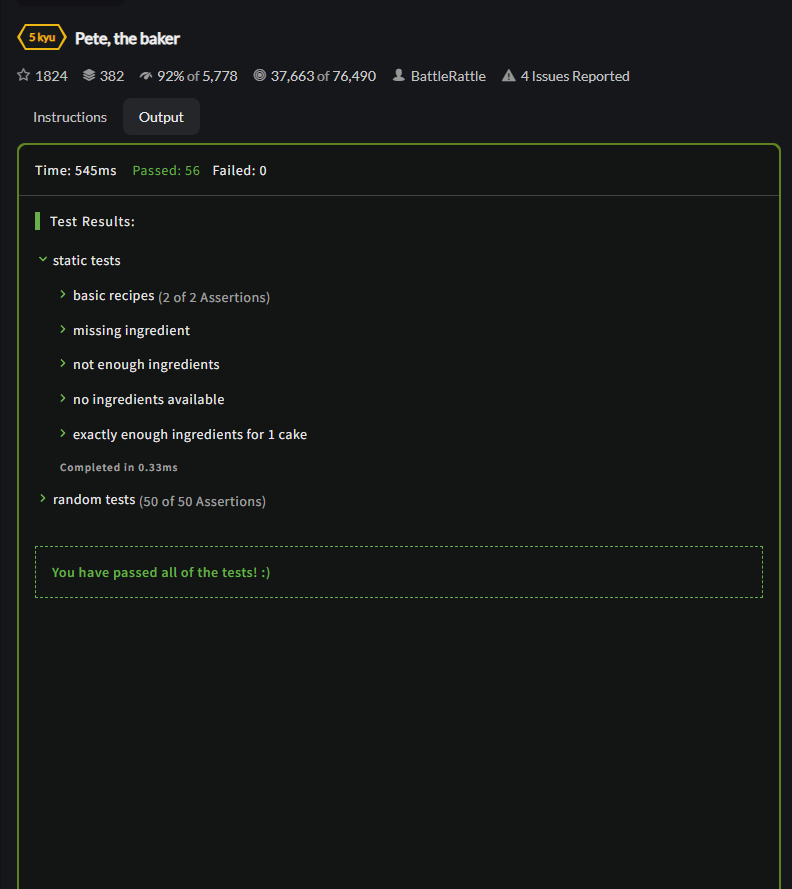 5 kyu Pete, the baker
1824 382 92% of 5,778 37,663 of 76,490 BattleRattle 4 Issues Reported
Instructions Output
Time: 545ms Passed: 56 Failed: 0
Test Results:
static tests
basic recipes (2 of 2 Assertions)
missing ingredient
not enough ingredients
no ingredients available
exactly enough ingredients for 1 cake
Completed in 0.33ms
random tests (50 of 50 Assertions)
You have passed all of the tests! :)